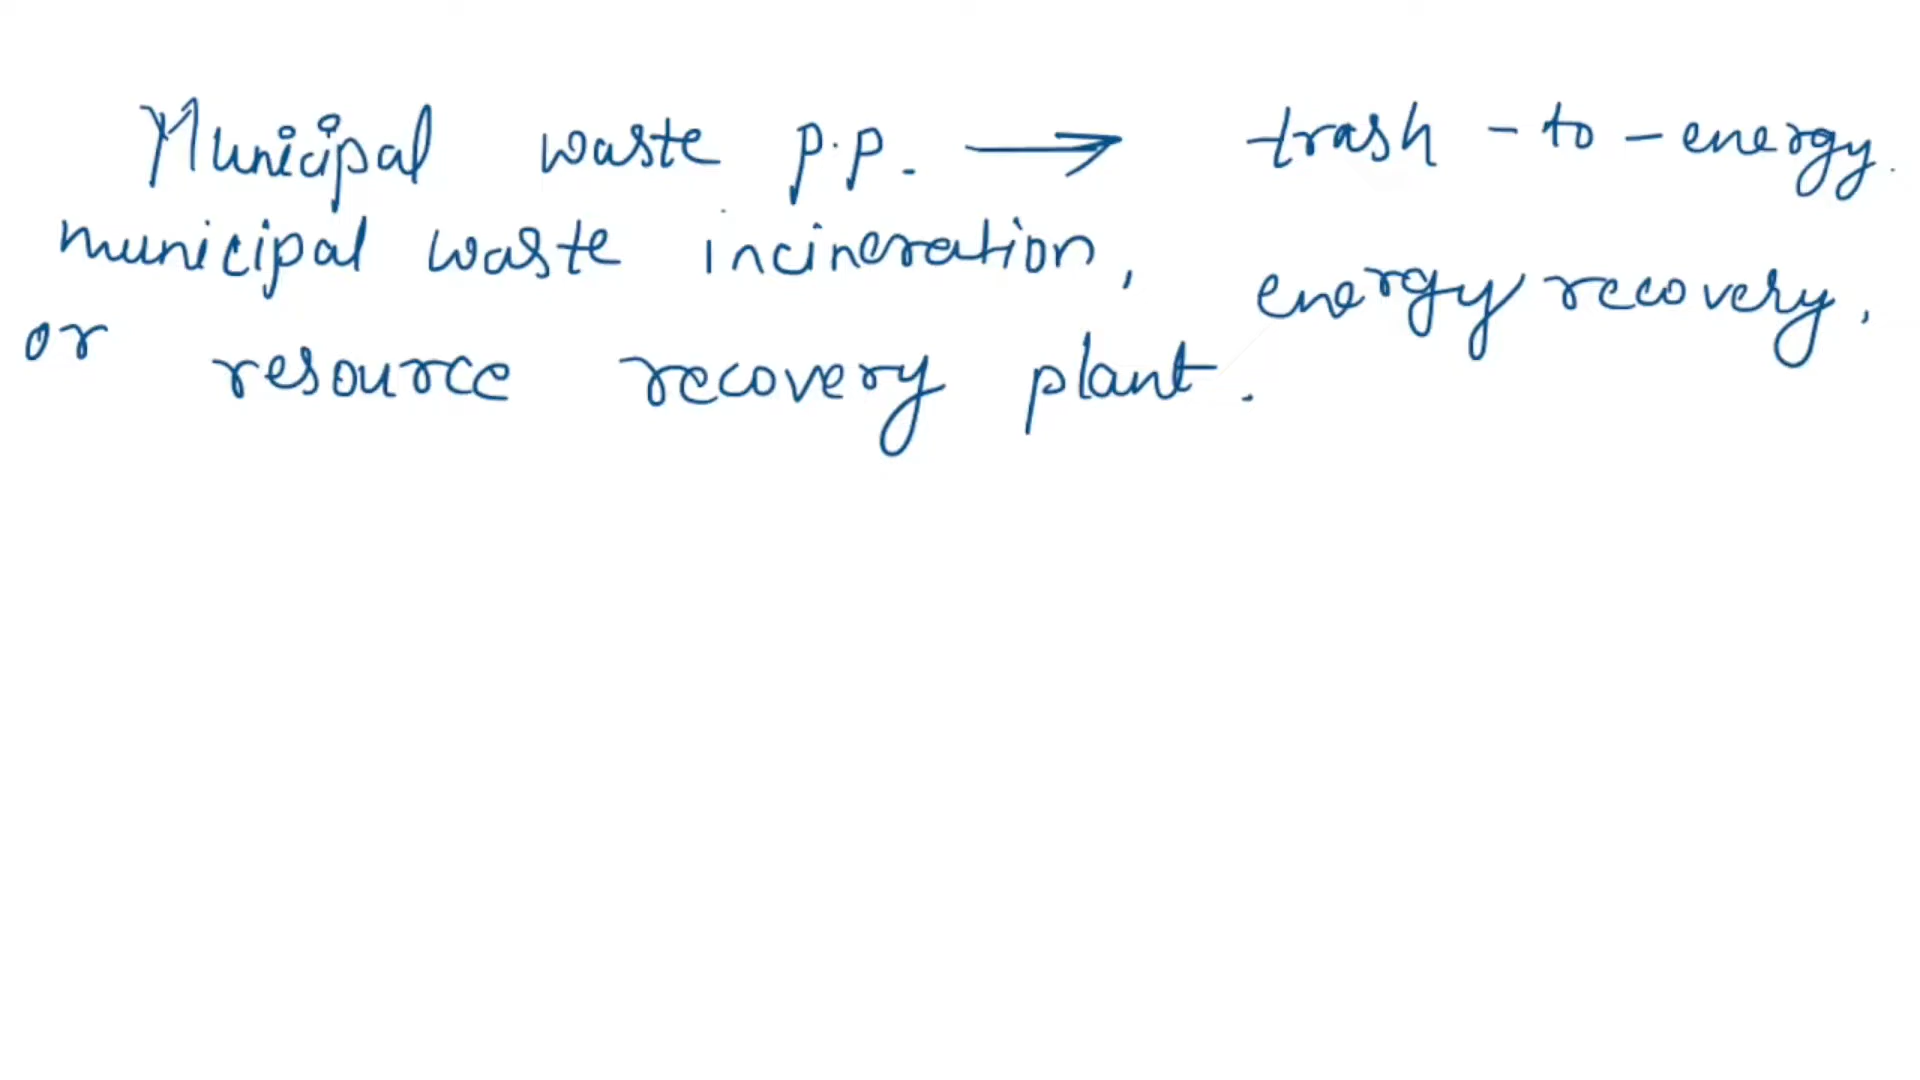 Municipal waste p.p. → trash - to - energy.
municipal waste incineration, energy recovery,
or resource recovery plant.